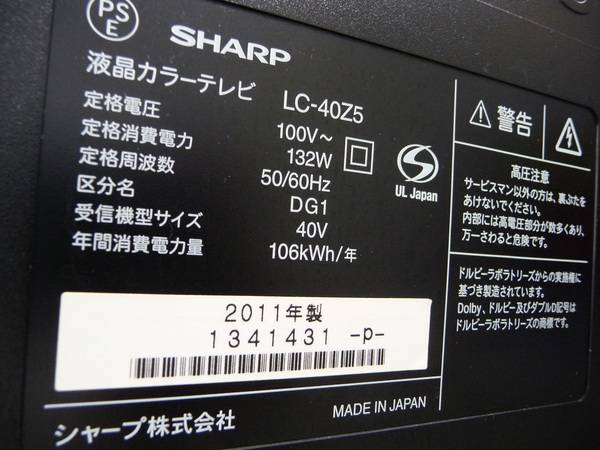 PS
E
SHARP
液晶カラーテレビ LC-40Z5
定格電圧 100V~
定格消費電力 132W
定格周波数 50/60Hz
区分名 DG1
受信機型サイズ 40V
年間消費電力量 106kWh/年
UL Japan
2011年製
1341431 -p-
シャープ株式会社
MADE IN JAPAN
警告
高圧注意
サービスマン以外の方は、裏ぶたを
あけないでください。
内部には高電圧部分が数多くあり、
万一さわると危険です。
ドルビーラボラトリーズからの実施権に
基づき製造されています。
Dolby、ドルビー及びダブルD記号は
ドルビーラボラトリーズの商標です。